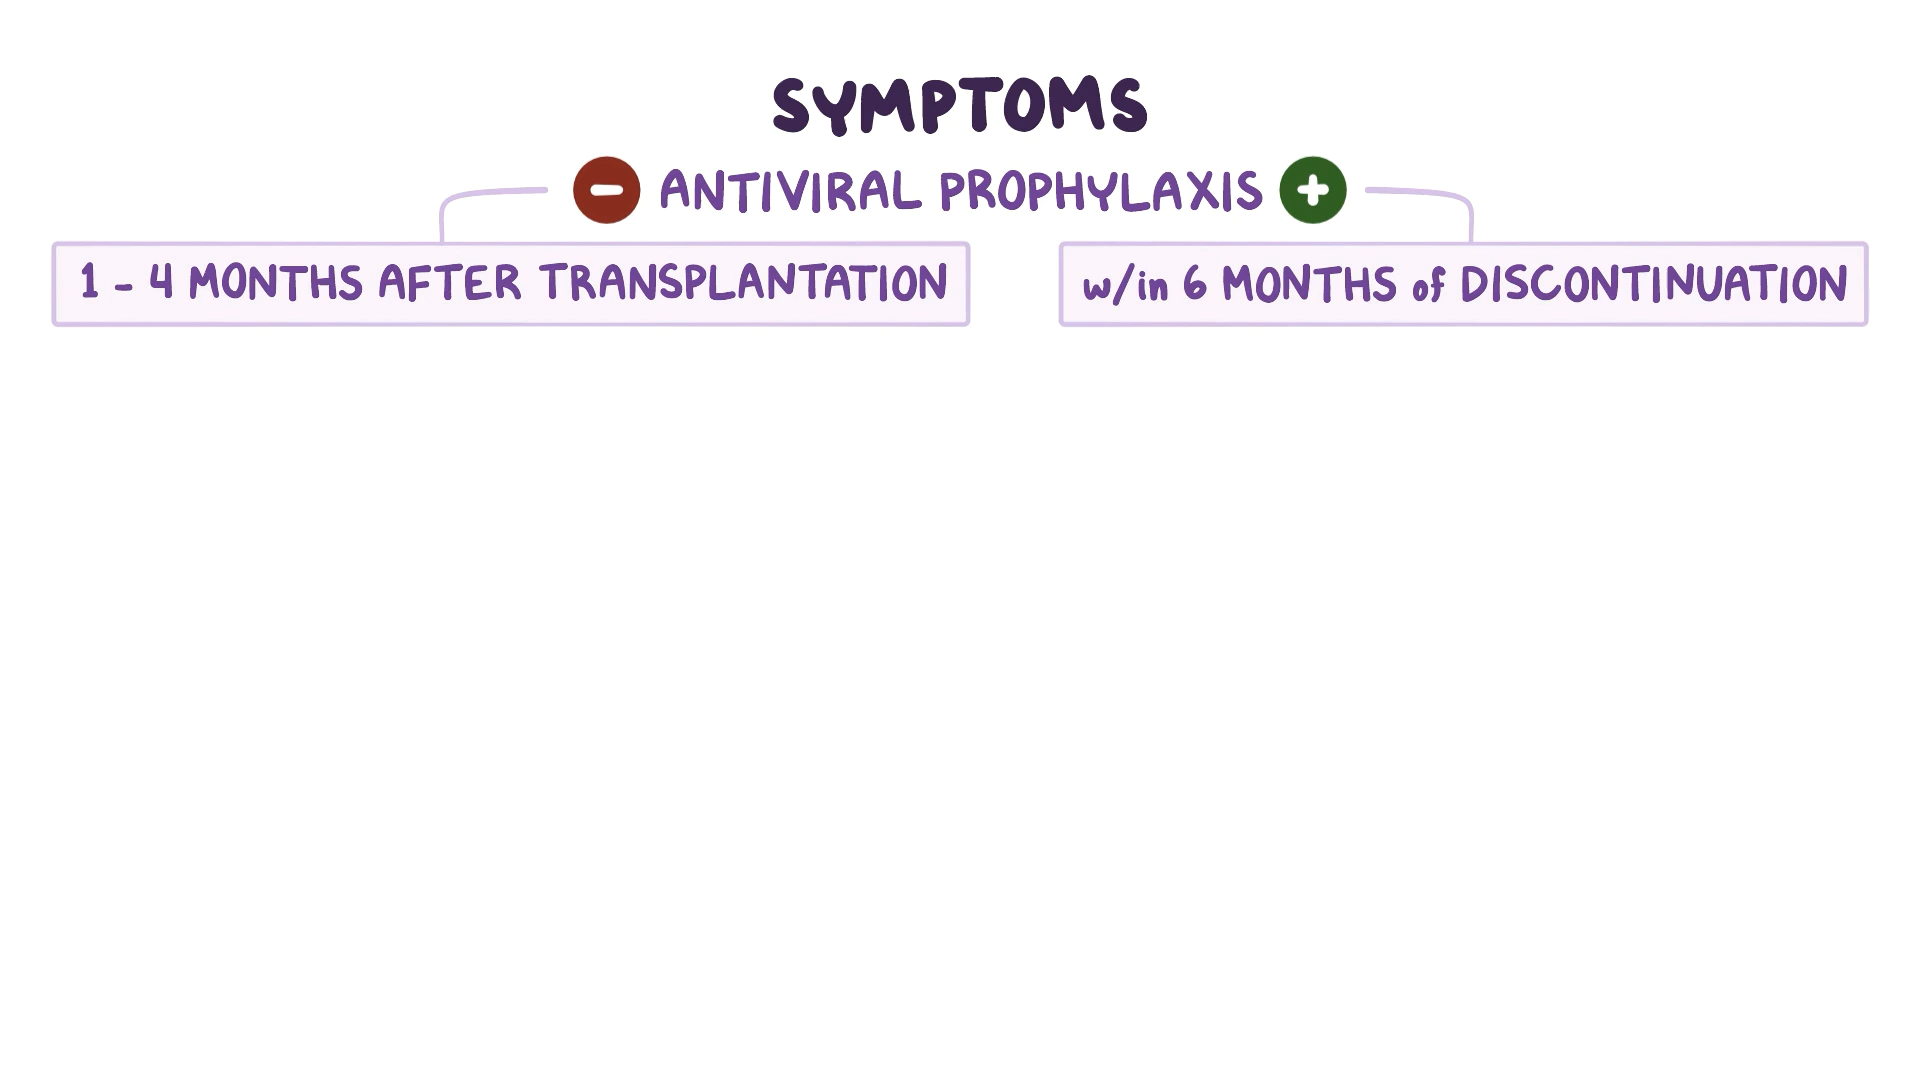 SYMPTOMS
ANTIVIRAL PROPHYLAXIS
1 - 4 MONTHS AFTER TRANSPLANTATION
w/in 6 MONTHS of DISCONTINUATION